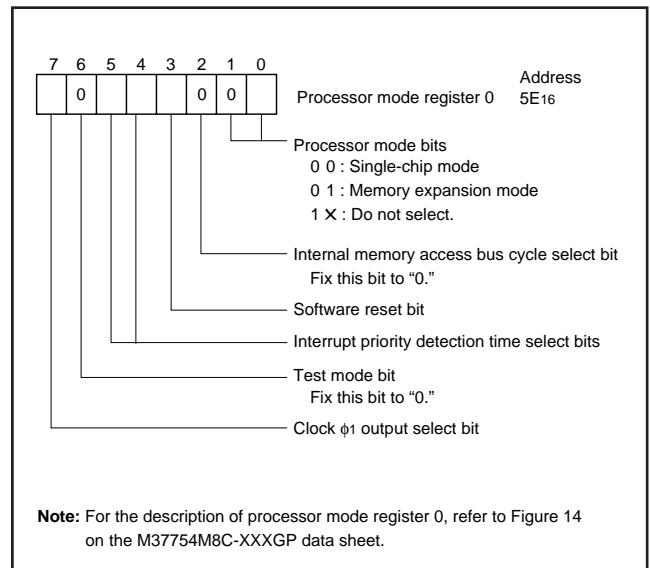 7 6 5 4 3 2 1 0
0 0 0
Processor mode register 0
Address
5E16
Processor mode bits
0 0 : Single-chip mode
0 1 : Memory expansion mode
1 ✕ : Do not select.
Internal memory access bus cycle select bit
Fix this bit to “0.”
Software reset bit
Interrupt priority detection time select bits
Test mode bit
Fix this bit to “0.”
Clock ϕ1 output select bit
Note: For the description of processor mode register 0, refer to Figure 14
on the M37754M8C-XXXGP data sheet.